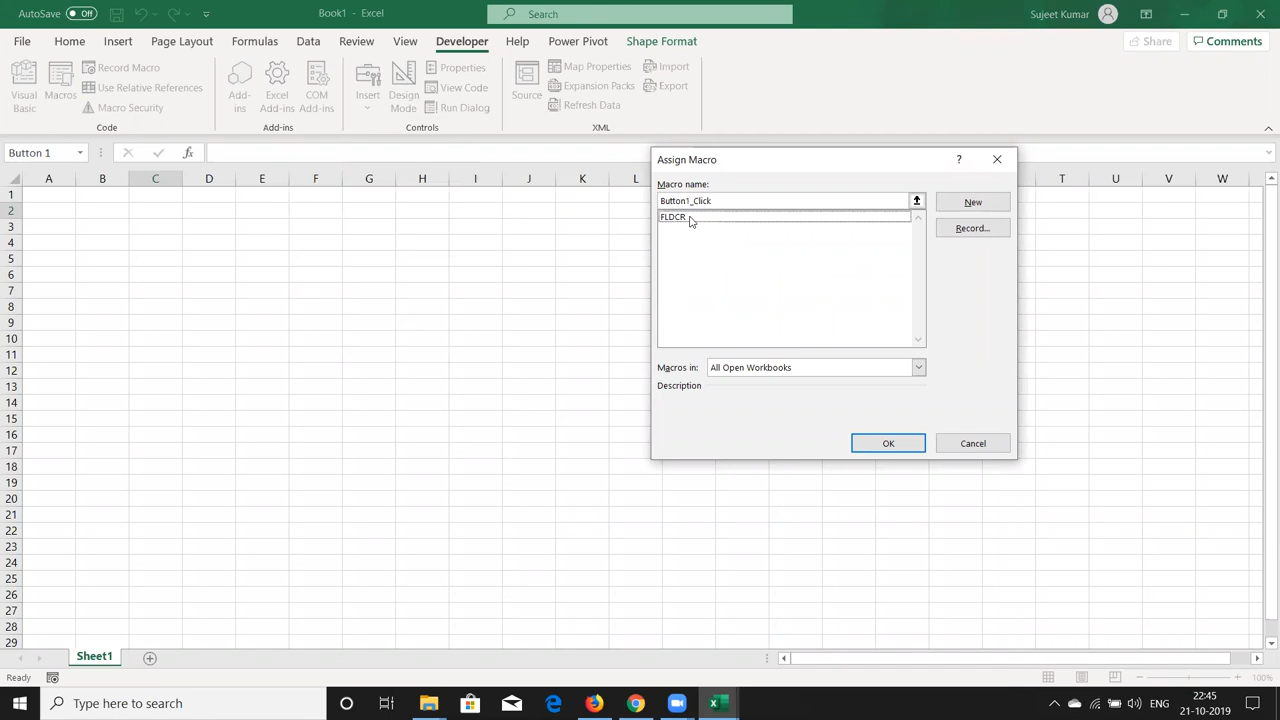 AutoSave Off Book1 - Excel Search Sujeet Kumar
File Home Insert Page Layout Formulas Data Review View Developer Help Power Pivot Shape Format Share Comments
Visual Basic
Macros
Record Macro
Use Relative References
Macro Security
Code
Add-ins
Excel Add-ins
COM Add-ins
Add-ins
Insert
Design Mode
Properties
View Code
Run Dialog
Controls
Source
Map Properties
Expansion Packs
Refresh Data
Import
Export
XML
Button 1 fx
A B C D E F G H I J K L T U V W
1
2
3
4
5
6
7
8
9
10
11
12
13
14
15
16
17
18
19
20
21
22
23
24
25
26
27
28
29
Assign Macro ?
Macro name:
Button1_Click
New
FLDCR
Record...
Macros in: All Open Workbooks
Description
OK Cancel
Sheet1
Ready 100%
Type here to search
ENG
22:45
21-10-2019